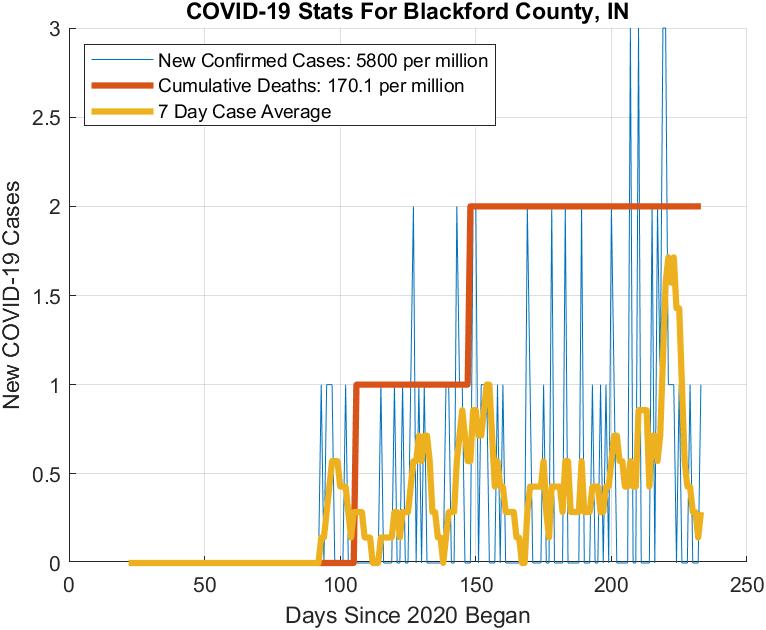 COVID-19 Stats For Blackford County, IN
New Confirmed Cases: 5800 per million
Cumulative Deaths: 170.1 per million
7 Day Case Average
New COVID-19 Cases
3
2.5
2
1.5
1
0.5
0
0 50 100 150 200 250
Days Since 2020 Began